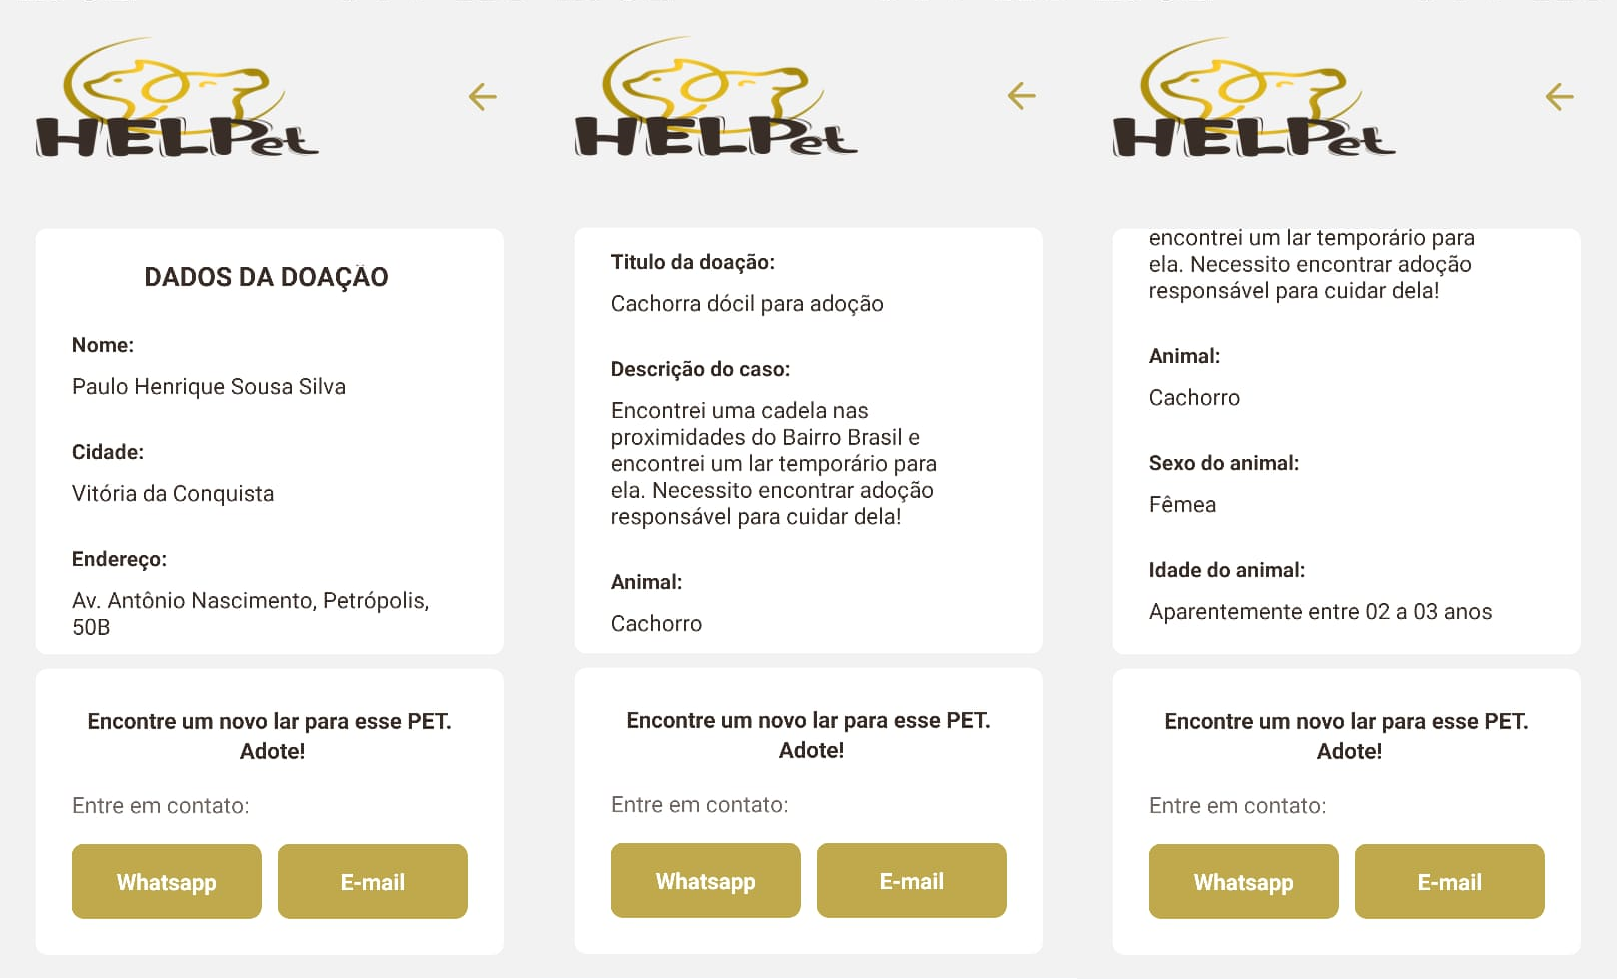 HELPet
DADOS DA DOAÇÃO
Nome:
Paulo Henrique Sousa Silva
Cidade:
Vitória da Conquista
Endereço:
Av. Antônio Nascimento, Petrópolis,
50B
Encontre um novo lar para esse PET.
Adote!
Entre em contato:
Whatsapp
E-mail
HELPet
Titulo da doação:
Cachorra dócil para adoção
Descrição do caso:
Encontrei uma cadela nas
proximidades do Bairro Brasil e
encontrei um lar temporário para
ela. Necessito encontrar adoção
responsável para cuidar dela!
Animal:
Cachorro
Encontre um novo lar para esse PET.
Adote!
Entre em contato:
Whatsapp
E-mail
HELPet
encontrei um lar temporário para
ela. Necessito encontrar adoção
responsável para cuidar dela!
Animal:
Cachorro
Sexo do animal:
Fêmea
Idade do animal:
Aparentemente entre 02 a 03 anos
Encontre um novo lar para esse PET.
Adote!
Entre em contato:
Whatsapp
E-mail